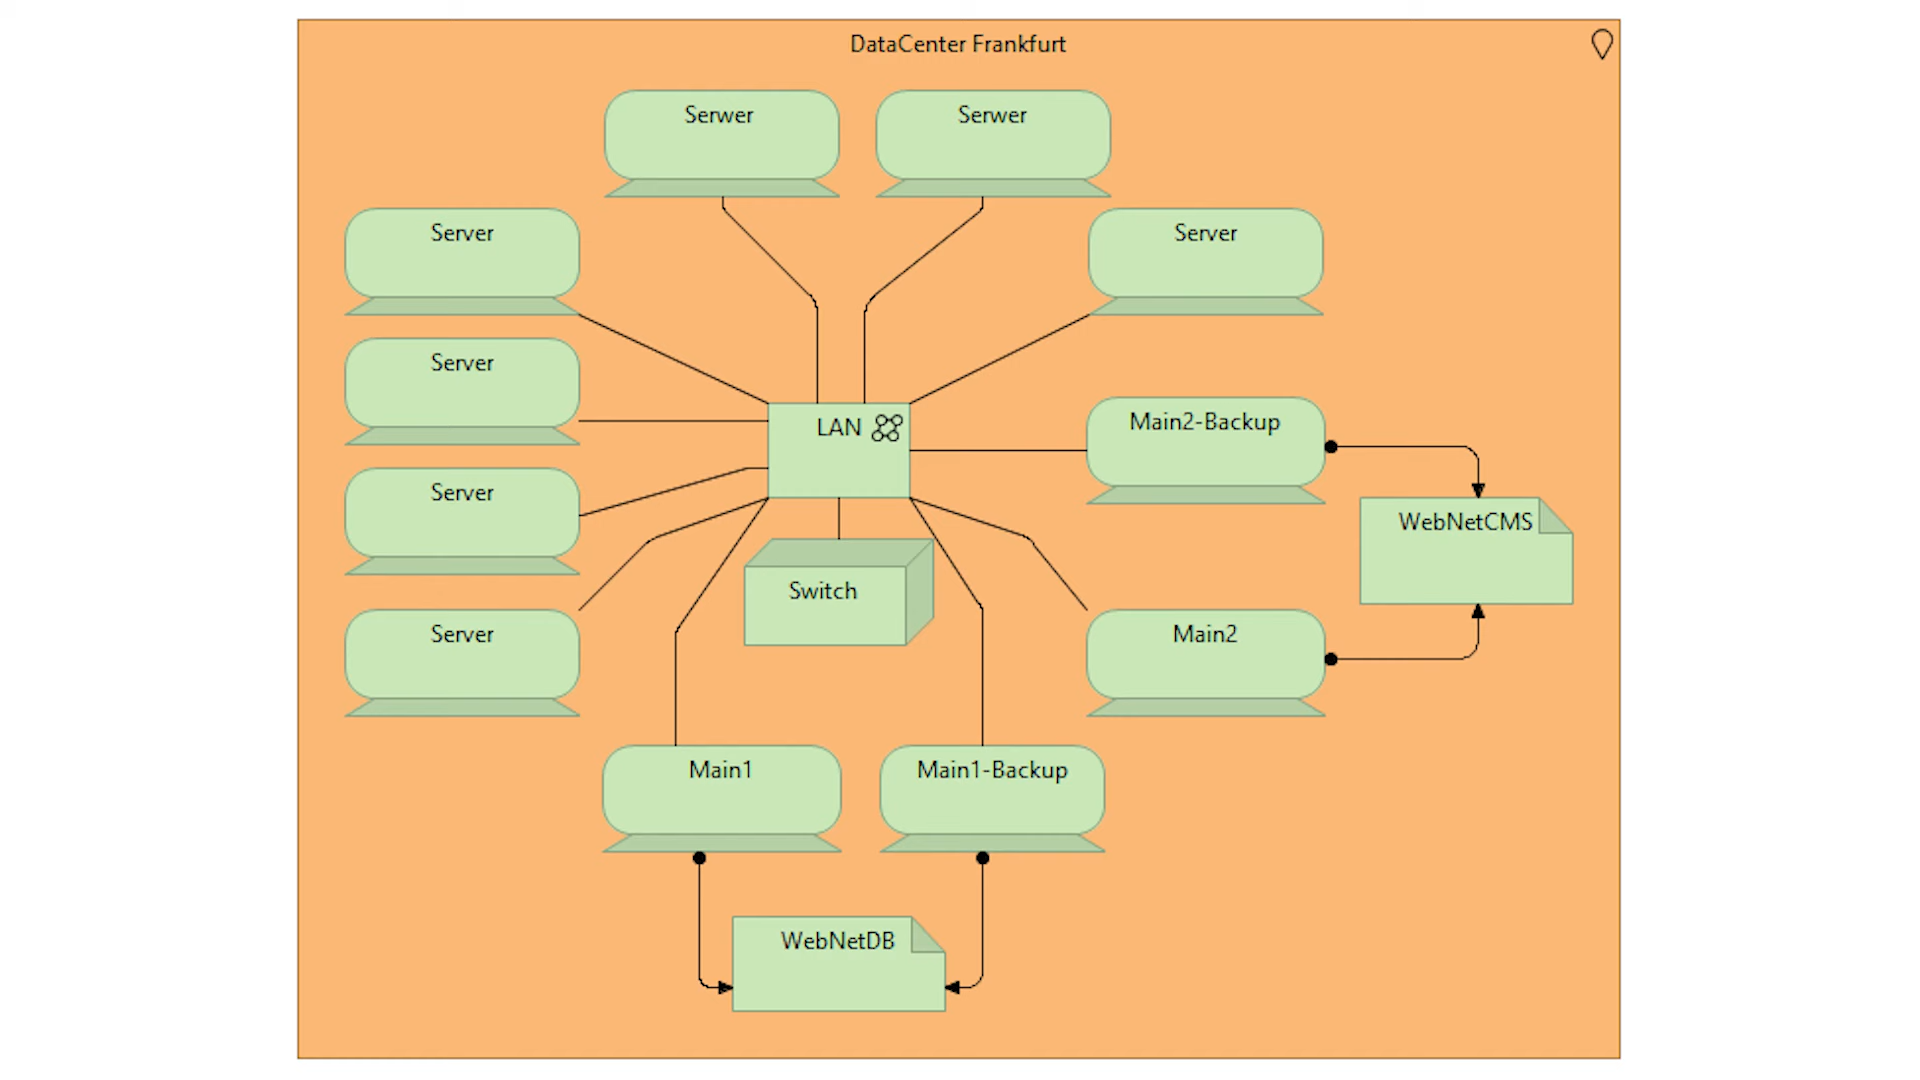 DataCenter Frankfurt
Serwer
Serwer
Server
Server
Server
LAN
Main2-Backup
Server
WebNetCMS
Switch
Server
Main2
Main1
Main1-Backup
WebNetDB